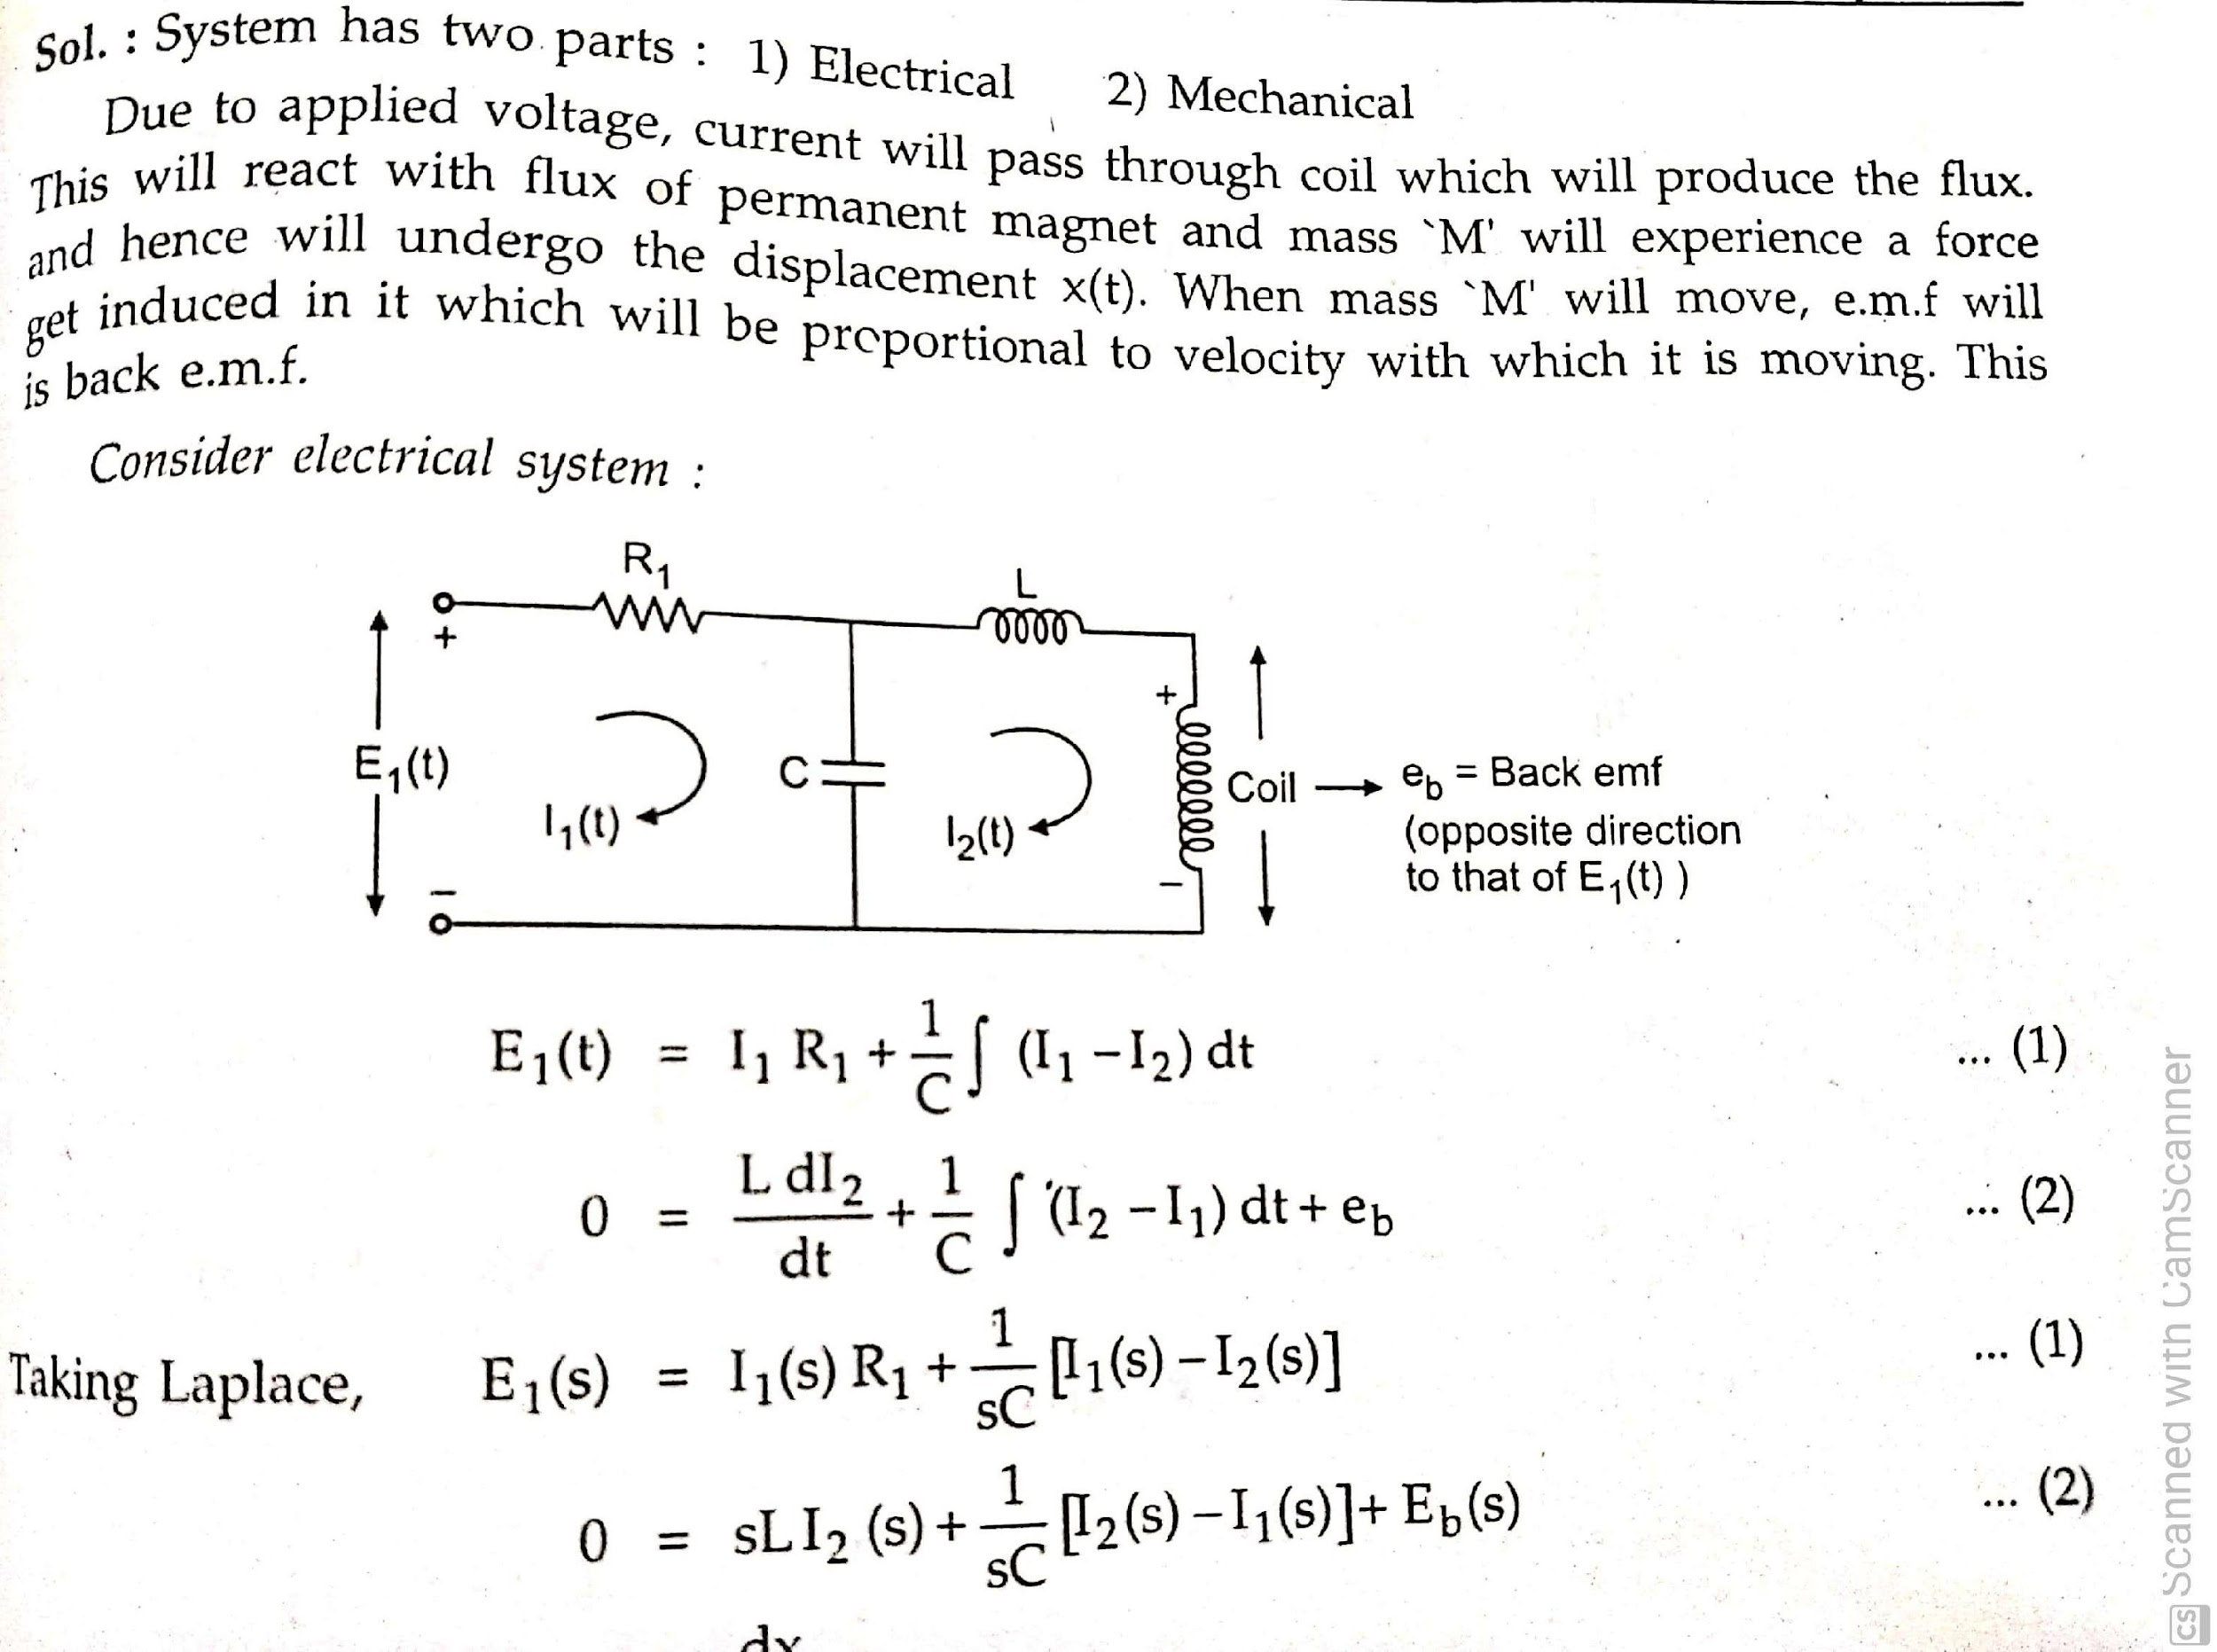 Sol. : System has two parts : 1) Electrical 2) Mechanical
Due to applied voltage, current will pass through coil which will produce the flux.
This will react with flux of permanent magnet and mass `M' will experience a force
and hence will undergo the displacement x(t). When mass `M' will move, e.m.f will
get induced in it which will be proportional to velocity with which it is moving. This
is back e.m.f.
Consider electrical system :
R₁
L
+
+
E₁(t)
I₁(t)
C
I₂(t)
Coil → e_b = Back emf
(opposite direction
to that of E₁(t) )
–
–
E₁(t) = I₁ R₁ + 1/C ∫ (I₁ – I₂) dt ... (1)
0 = L dI₂/dt + 1/C ∫ (I₂ – I₁) dt + e_b ... (2)
Taking Laplace, E₁(s) = I₁(s) R₁ + 1/sC [I₁(s) – I₂(s)] ... (1)
0 = sL I₂ (s) + 1/sC [I₂(s) – I₁(s)] + E_b(s) ... (2)
dx
CS Scanned with CamScanner